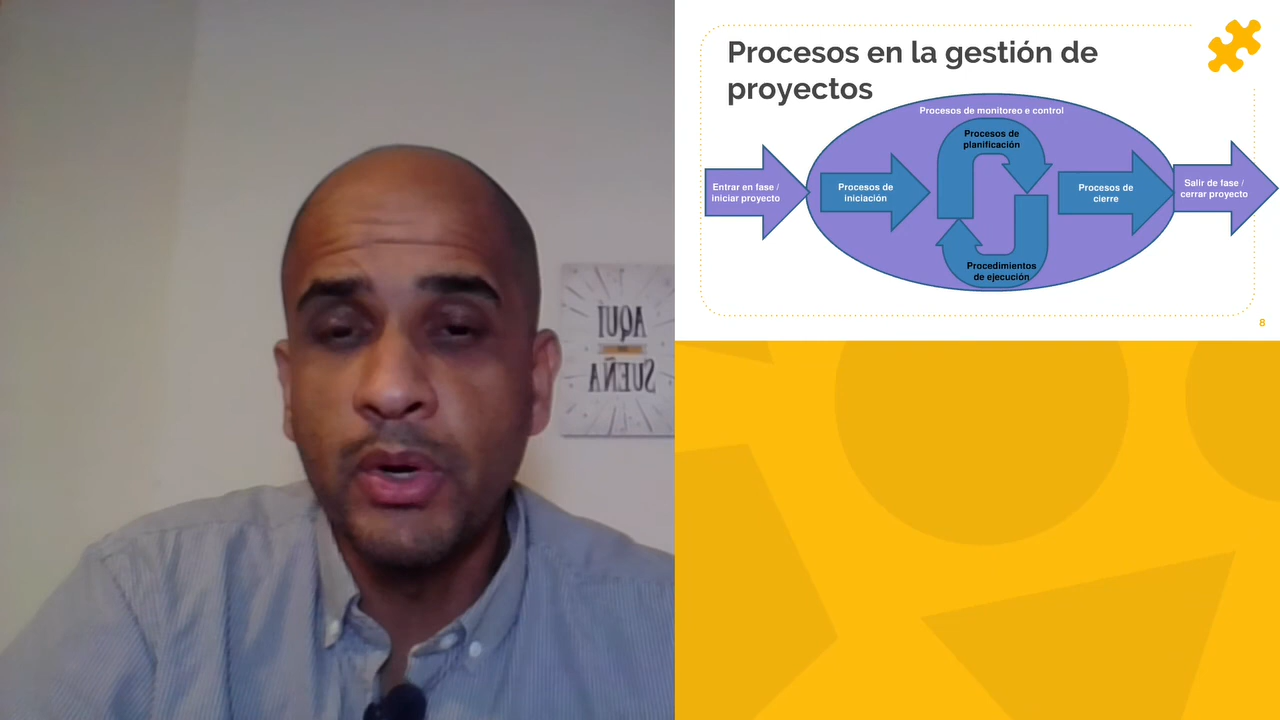 Procesos en la gestión de
proyectos
Procesos de monitoreo e control
Procesos de
planificación
Entrar en fase /
iniciar proyecto
Procesos de
iniciación
Procesos de
cierre
Salir de fase /
cerrar proyecto
Procedimientos
de ejecución
8
AQUÍ
SUEÑA